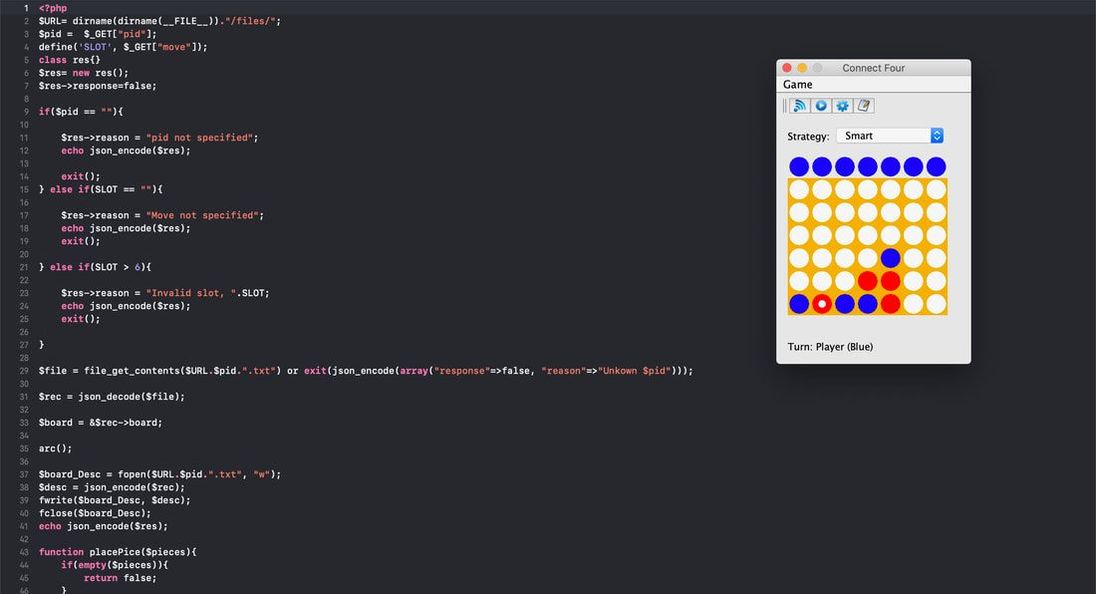 1 <?php
2 $URL= dirname(dirname(__FILE__))."/files/";
3 $pid =  $_GET["pid"];
4 define('SLOT', $_GET["move"]);
5 class res{}
6 $res= new res();
7 $res->response=false;
8
9 if($pid == ""){
10
11     $res->reason = "pid not specified";
12     echo json_encode($res);
13
14     exit();
15 } else if(SLOT == ""){
16
17     $res->reason = "Move not specified";
18     echo json_encode($res);
19     exit();
20
21 } else if(SLOT > 6){
22
23     $res->reason = "Invalid slot, ".SLOT;
24     echo json_encode($res);
25     exit();
26
27 }
28
29 $file = file_get_contents($URL.$pid.".txt") or exit(json_encode(array("response"=>false, "reason"=>"Unkown $pid")));
30
31 $rec = json_decode($file);
32
33 $board = &$rec->board;
34
35 arc();
36
37 $board_Desc = fopen($URL.$pid.".txt", "w");
38 $desc = json_encode($rec);
39 fwrite($board_Desc, $desc);
40 fclose($board_Desc);
41 echo json_encode($res);
42
43 function placePice($pieces){
44     if(empty($pieces)){
45         return false;
46     }
Connect Four
Game
Strategy: Smart
Turn: Player (Blue)